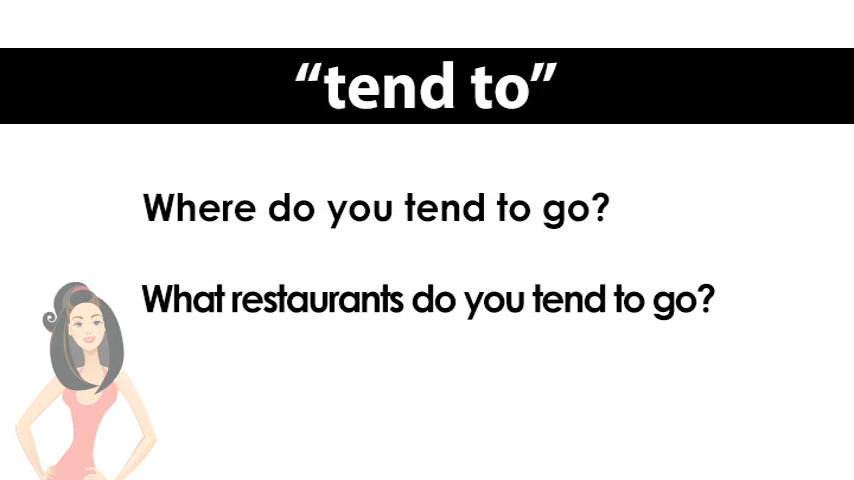 “tend to”
Where do you tend to go?
What restaurants do you tend to go?